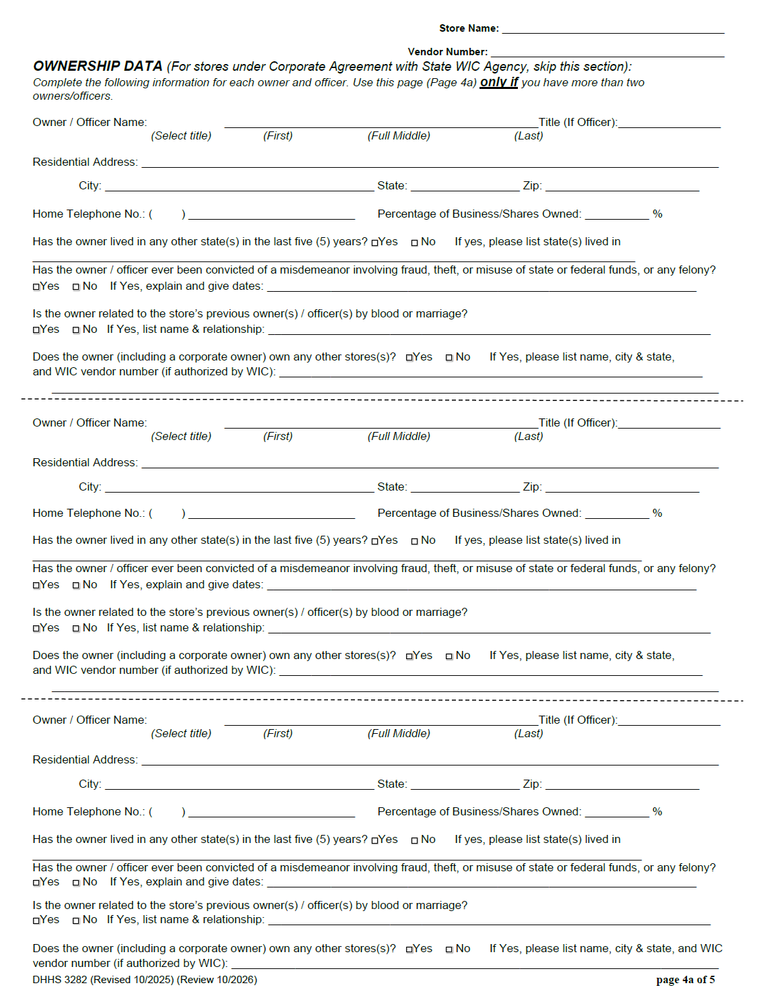 Store Name:
Vendor Number:
OWNERSHIP DATA (For stores under Corporate Agreement with State WIC Agency, skip this section):
Complete the following information for each owner and officer. Use this page (Page 4a) only if you have more than two
owners/officers.
Owner / Officer Name: Title (If Officer):
(Select title) (First) (Full Middle) (Last)
Residential Address:
City: State: Zip:
Home Telephone No.: ( ) Percentage of Business/Shares Owned: %
Has the owner lived in any other state(s) in the last five (5) years? □Yes □ No If yes, please list state(s) lived in
Has the owner / officer ever been convicted of a misdemeanor involving fraud, theft, or misuse of state or federal funds, or any felony?
□Yes □ No If Yes, explain and give dates:
Is the owner related to the store's previous owner(s) / officer(s) by blood or marriage?
□Yes □ No If Yes, list name & relationship:
Does the owner (including a corporate owner) own any other stores(s)? □Yes □ No If Yes, please list name, city & state,
and WIC vendor number (if authorized by WIC):
Owner / Officer Name: Title (If Officer):
(Select title) (First) (Full Middle) (Last)
Residential Address:
City: State: Zip:
Home Telephone No.: ( ) Percentage of Business/Shares Owned: %
Has the owner lived in any other state(s) in the last five (5) years? □Yes □ No If yes, please list state(s) lived in
Has the owner / officer ever been convicted of a misdemeanor involving fraud, theft, or misuse of state or federal funds, or any felony?
□Yes □ No If Yes, explain and give dates:
Is the owner related to the store's previous owner(s) / officer(s) by blood or marriage?
□Yes □ No If Yes, list name & relationship:
Does the owner (including a corporate owner) own any other stores(s)? □Yes □ No If Yes, please list name, city & state,
and WIC vendor number (if authorized by WIC):
Owner / Officer Name: Title (If Officer):
(Select title) (First) (Full Middle) (Last)
Residential Address:
City: State: Zip:
Home Telephone No.: ( ) Percentage of Business/Shares Owned: %
Has the owner lived in any other state(s) in the last five (5) years? □Yes □ No If yes, please list state(s) lived in
Has the owner / officer ever been convicted of a misdemeanor involving fraud, theft, or misuse of state or federal funds, or any felony?
□Yes □ No If Yes, explain and give dates:
Is the owner related to the store's previous owner(s) / officer(s) by blood or marriage?
□Yes □ No If Yes, list name & relationship:
Does the owner (including a corporate owner) own any other stores(s)? □Yes □ No If Yes, please list name, city & state, and WIC
vendor number (if authorized by WIC):
DHHS 3282 (Revised 10/2025) (Review 10/2026) page 4a of 5